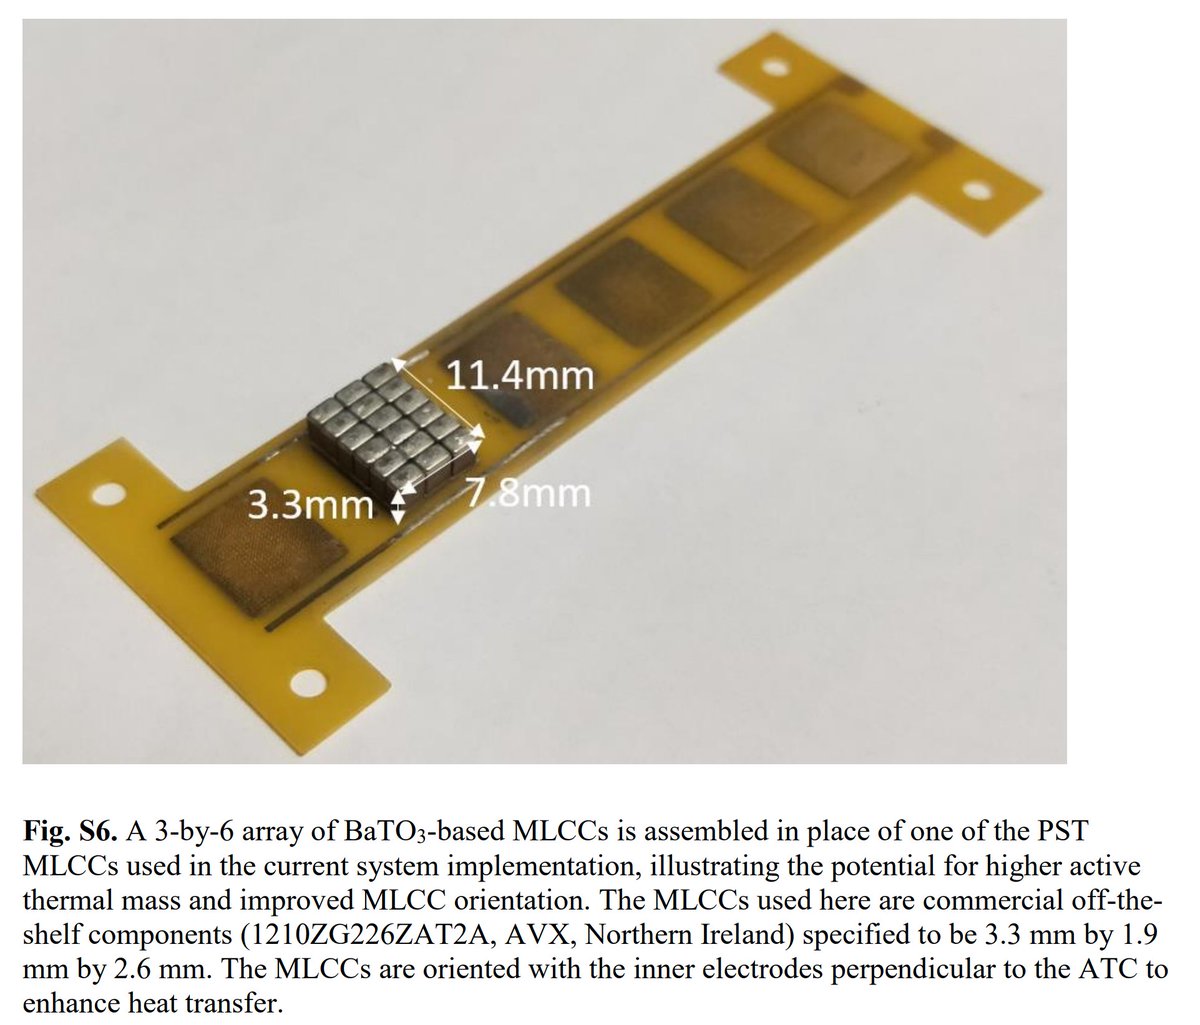 11.4mm
3.3mm
7.8mm
Fig. S6. A 3-by-6 array of BaTO₃-based MLCCs is assembled in place of one of the PST
MLCCs used in the current system implementation, illustrating the potential for higher active
thermal mass and improved MLCC orientation. The MLCCs used here are commercial off-the-
shelf components (1210ZG226ZAT2A, AVX, Northern Ireland) specified to be 3.3 mm by 1.9
mm by 2.6 mm. The MLCCs are oriented with the inner electrodes perpendicular to the ATC to
enhance heat transfer.